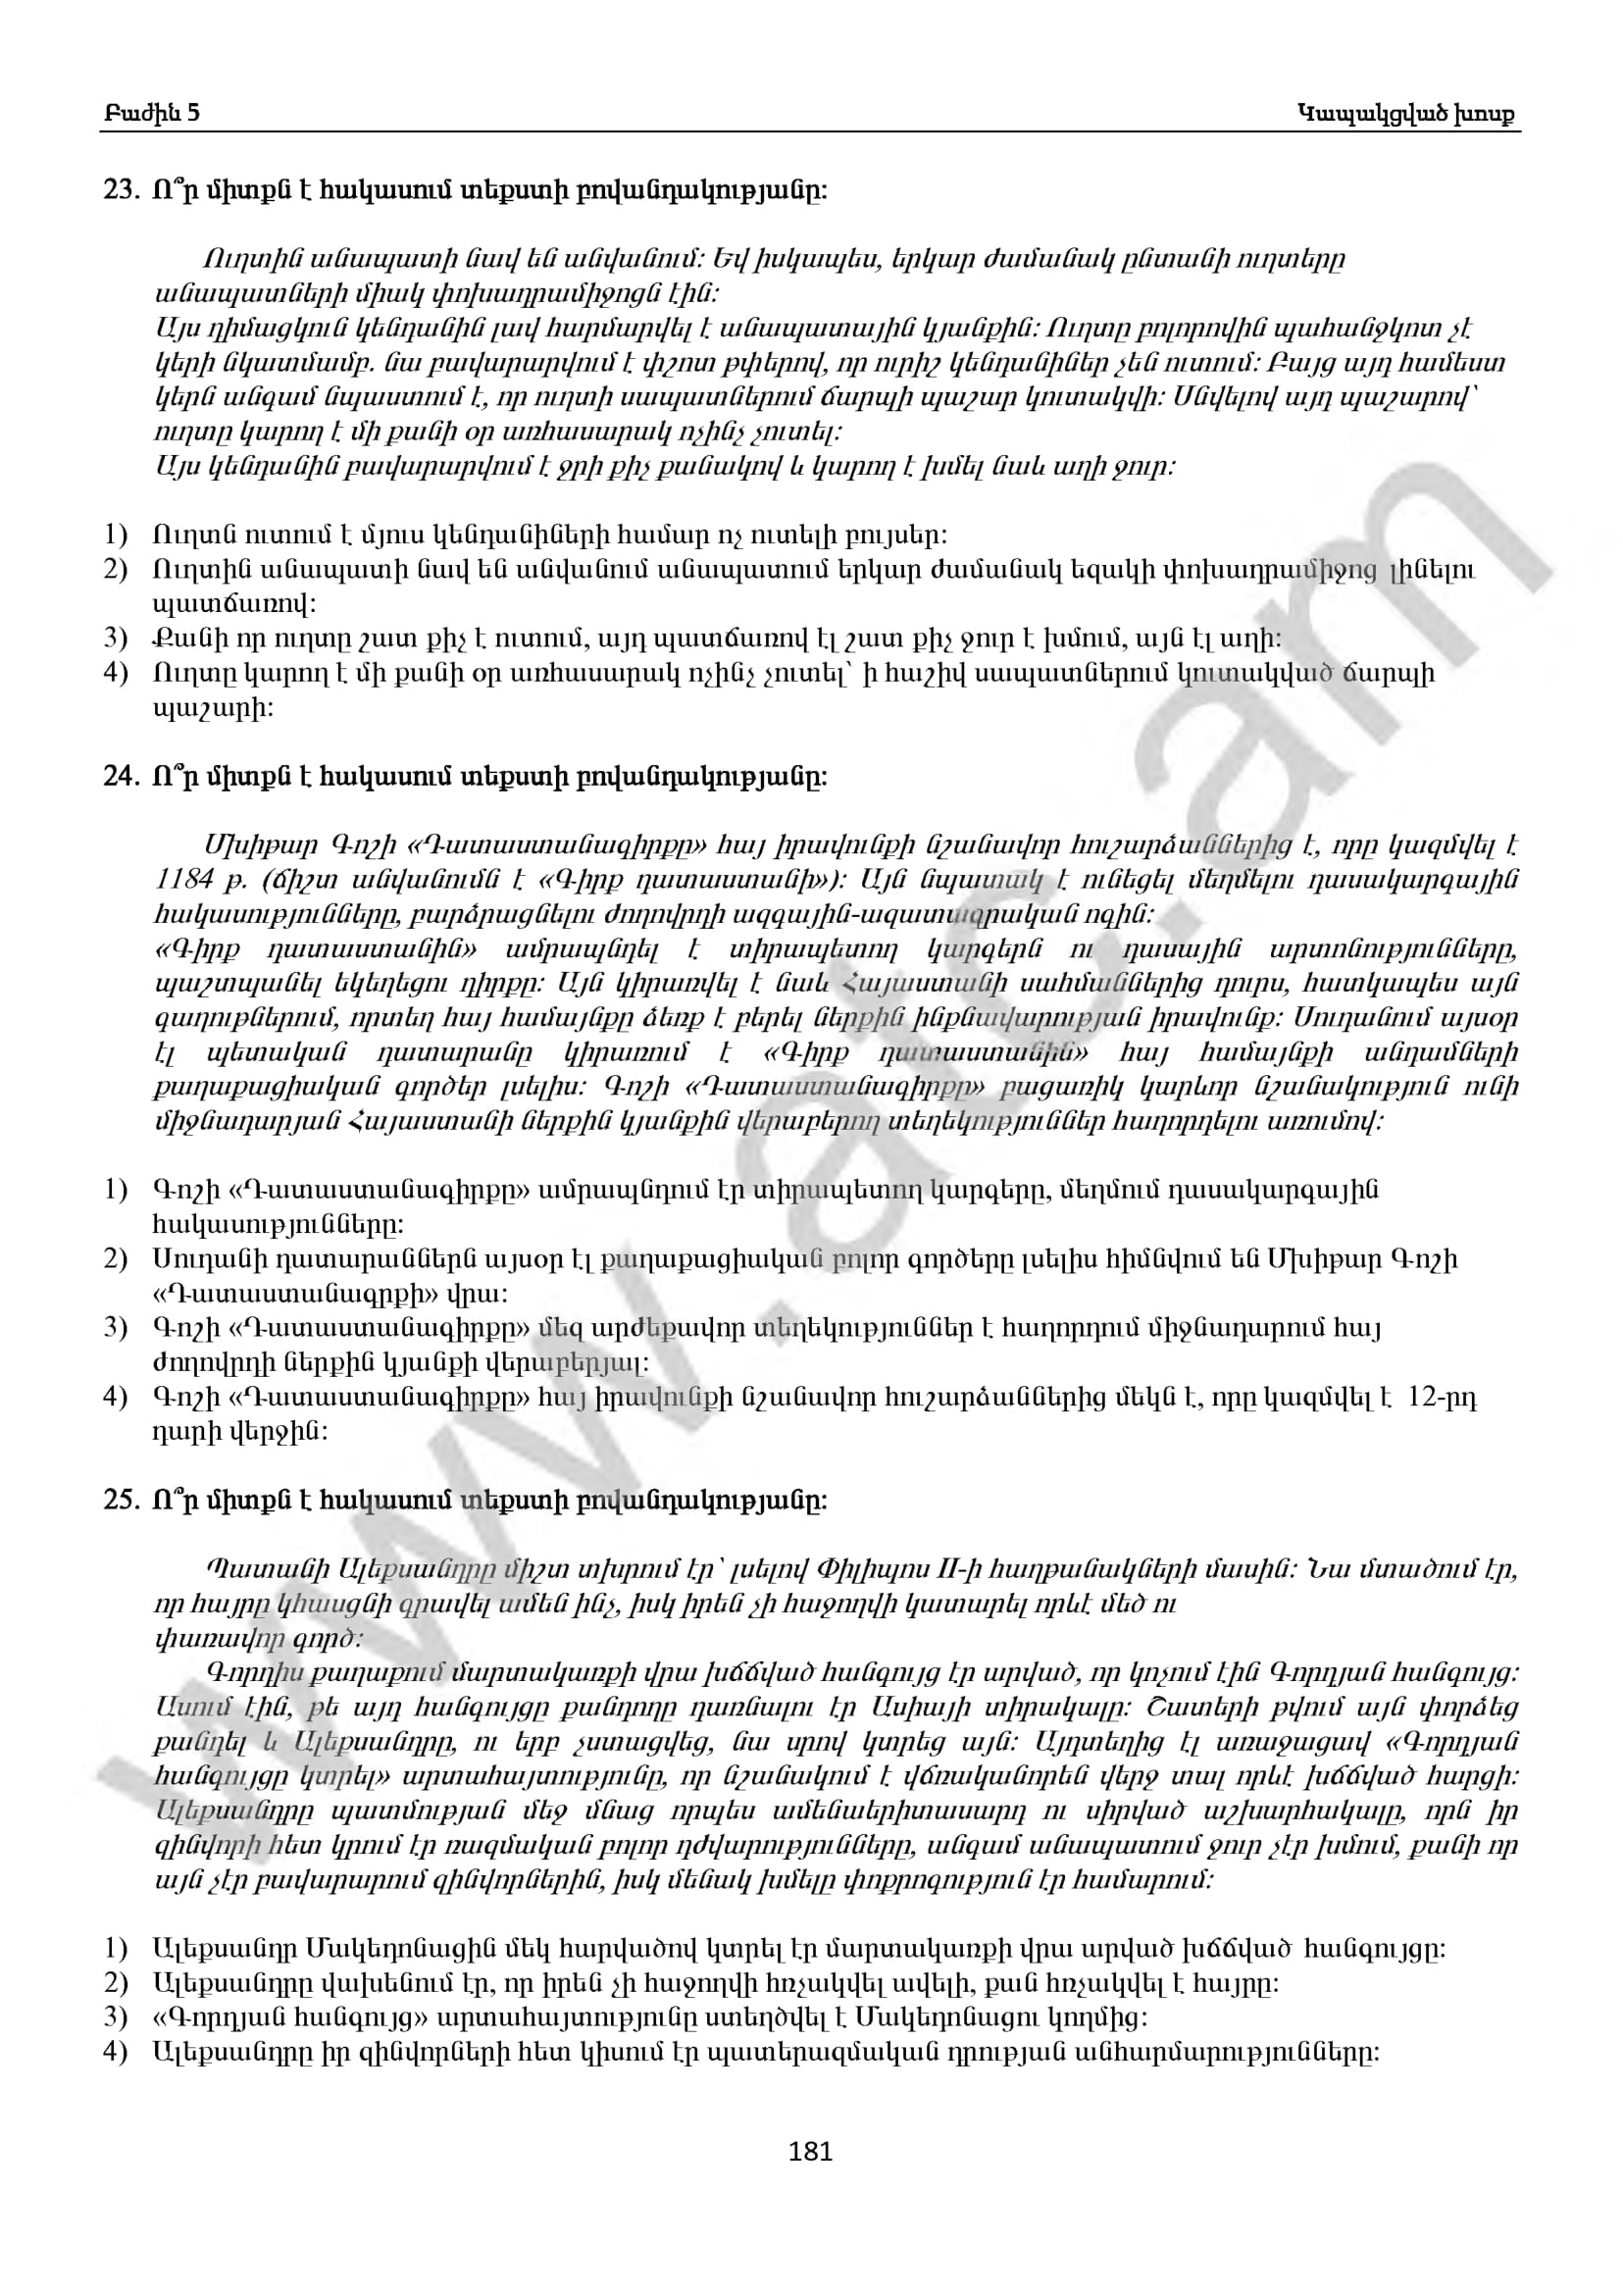 Բաժին 5 Կապակցված խոսք
23. Ո՞ր միտքն է հակասում տեքստի բովանդակությանը:
Ուղտին անապատի նավ են անվանում: Եվ իսկապես, երկար ժամանակ ընտանի ուղտերը
անապատների միակ փոխադրամիջոցն էին:
Այս դիմացկուն կենդանին լավ հարմարվել է անապատային կյանքին: Ուղտը բոլորովին պահանջկոտ չէ
կերի նկատմամբ. նա բավարարվում է փշոտ թփերով, որ ուրիշ կենդանիներ չեն ուտում: Բայց այդ համեստ
կերն անգամ նպաստում է, որ ուղտի սապատներում ճարպի պաշար կուտակվի: Սնվելով այդ պաշարով՝
ուղտը կարող է մի քանի օր առհասարակ ոչինչ չուտել:
Այս կենդանին բավարարվում է ջրի քիչ քանակով և կարող է խմել նաև աղի ջուր:
1) Ուղտն ուտում է մյուս կենդանիների համար ոչ ուտելի բույսեր:
2) Ուղտին անապատի նավ են անվանում անապատում երկար ժամանակ եզակի փոխադրամիջոց լինելու
պատճառով:
3) Քանի որ ուղտը շատ քիչ է ուտում, այդ պատճառով էլ շատ քիչ ջուր է խմում, այն էլ աղի:
4) Ուղտը կարող է մի քանի օր առհասարակ ոչինչ չուտել՝ ի հաշիվ սապատներում կուտակված ճարպի
պաշարի:
24. Ո՞ր միտքն է հակասում տեքստի բովանդակությանը:
Մխիթար Գոշի «Դատաստանագիրքը» հայ իրավունքի նշանավոր հուշարձաններից է, որը կազմվել է
1184 թ. (ճիշտ անվանումն է «Գիրք դատաստանի»): Այն նպատակ է ունեցել մեղմելու դասակարգային
հակասությունները, բարձրացնելու ժողովրդի ազգային-ազատագրական ոգին:
«Գիրք դատաստանին» ամրապնդել է տիրապետող կարգերն ու դասային արտոնությունները,
պաշտպանել եկեղեցու դիրքը: Այն կիրառվել է նաև Հայաստանի սահմաններից դուրս, հատկապես այն
գաղութներում, որտեղ հայ համայնքը ձեռք է բերել ներքին ինքնավարության իրավունք: Սուդանում այսօր
էլ պետական դատարանը կիրառում է «Գիրք դատաստանին» հայ համայնքի անդամների
քաղաքացիական գործեր լսելիս: Գոշի «Դատաստանագիրքը» բացառիկ կարևոր նշանակություն ունի
միջնադարյան Հայաստանի ներքին կյանքին վերաբերող տեղեկություններ հաղորդելու առումով:
1) Գոշի «Դատաստանագիրքը» ամրապնդում էր տիրապետող կարգերը, մեղմում դասակարգային
հակասությունները:
2) Սուդանի դատարաններն այսօր էլ քաղաքացիական բոլոր գործերը լսելիս հիմնվում են Մխիթար Գոշի
«Դատաստանագրքի» վրա:
3) Գոշի «Դատաստանագիրքը» մեզ արժեքավոր տեղեկություններ է հաղորդում միջնադարում հայ
ժողովրդի ներքին կյանքի վերաբերյալ:
4) Գոշի «Դատաստանագիրքը» հայ իրավունքի նշանավոր հուշարձաններից մեկն է, որը կազմվել է 12-րդ
դարի վերջին:
25. Ո՞ր միտքն է հակասում տեքստի բովանդակությանը:
Պատանի Ալեքսանդրը միշտ տխրում էր՝ լսելով Փիլիպոս II-ի հաղթանակների մասին: Նա մտածում էր,
որ հայրը կհասցնի գրավել ամեն ինչ, իսկ իրեն չի հաջողվի կատարել որևէ մեծ ու
փառավոր գործ:
Գորդիս քաղաքում մարտակառքի վրա խճճված հանգույց էր արված, որ կոչում էին Գորդյան հանգույց:
Ասում էին, թե այդ հանգույցը քանդողը դառնալու էր Ասիայի տիրակալը: Շատերի թվում այն փորձեց
քանդել և Ալեքսանդրը, ու երբ չստացվեց, նա սրով կտրեց այն: Այդտեղից էլ առաջացավ «Գորդյան
հանգույցը կտրել» արտահայտությունը, որ նշանակում է վճռականորեն վերջ տալ որևէ խճճված հարցի:
Ալեքսանդրը պատմության մեջ մնաց որպես ամենաերիտասարդ ու սիրված աշխարհակալը, որն իր
զինվորի հետ կրում էր ռազմական բոլոր դժվարությունները, անգամ անապատում ջուր չէր խմում, քանի որ
այն չէր բավարարում զինվորներին, իսկ մենակ խմելը փոքրոգություն էր համարում:
1) Ալեքսանդր Մակեդոնացին մեկ հարվածով կտրել էր մարտակառքի վրա արված խճճված հանգույցը:
2) Ալեքսանդրը վախենում էր, որ իրեն չի հաջողվի հռչակվել ավելի, քան հռչակվել է հայրը:
3) «Գորդյան հանգույց» արտահայտությունը ստեղծվել է Մակեդոնացու կողմից:
4) Ալեքսանդրը իր զինվորների հետ կիսում էր պատերազմական դրության անհարմարությունները:
181
www.atc.am